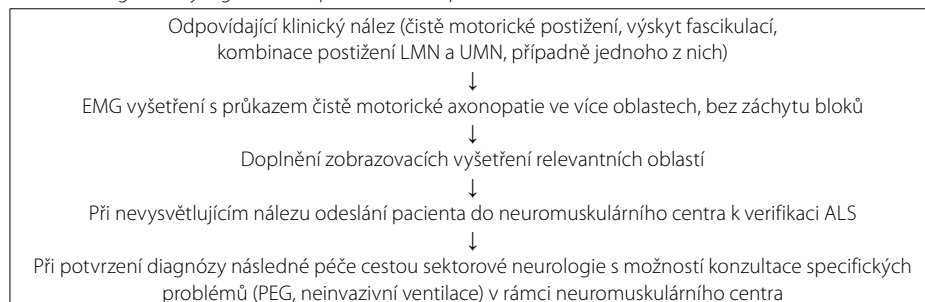 Odpovídající klinický nález (čistě motorické postižení, výskyt fascikulací,
kombinace postižení LMN a UMN, případně jednoho z nich)
↓
EMG vyšetření s průkazem čistě motorické axonopatie ve více oblastech, bez záchytu bloků
↓
Doplnění zobrazovacích vyšetření relevantních oblastí
↓
Při nevysvětlujícím nálezu odeslání pacienta do neuromuskulárního centra k verifikaci ALS
↓
Při potvrzení diagnózy následné péče cestou sektorové neurologie s možností konzultace specifických
problémů (PEG, neinvazivní ventilace) v rámci neuromuskulárního centra